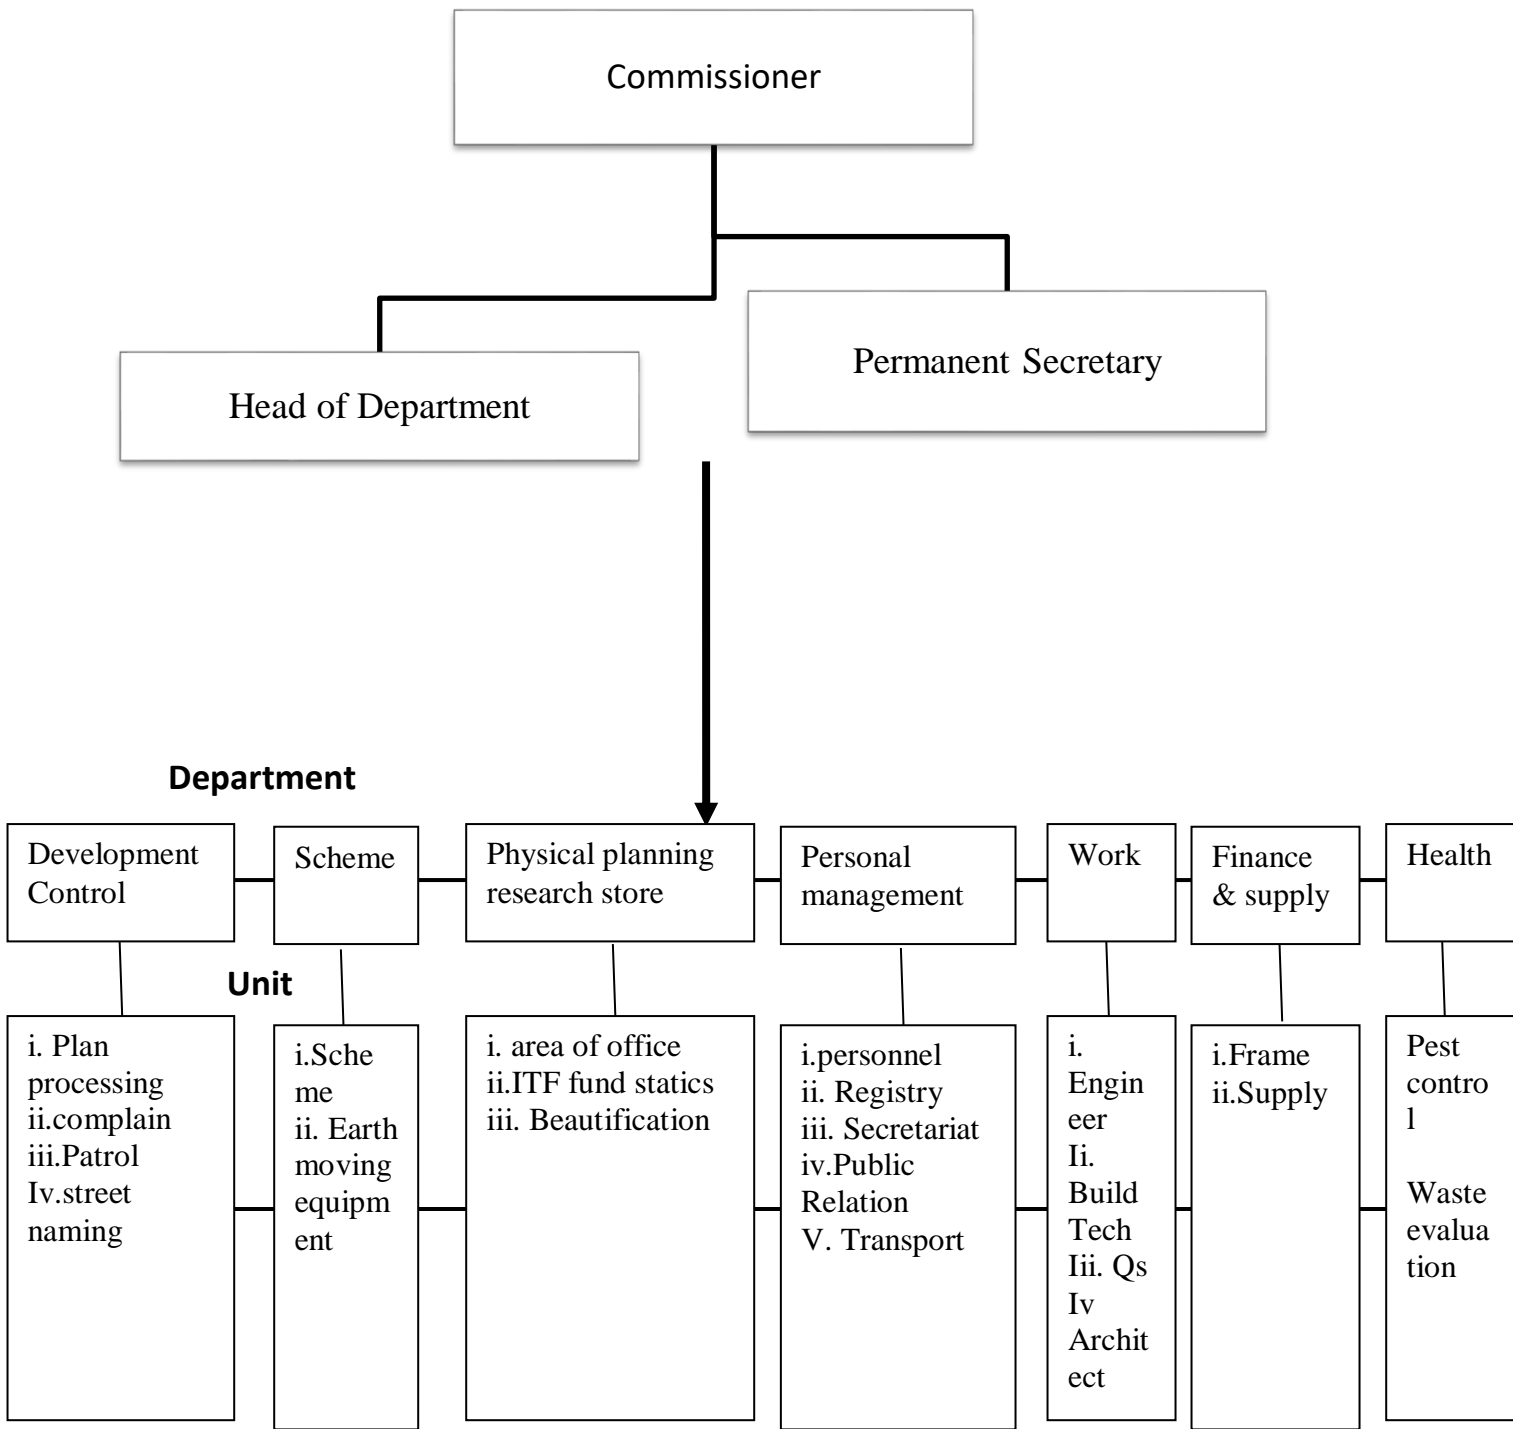 Commissioner
Permanent Secretary
Head of Department
Department
Development
Control
Scheme
Physical planning
research store
Personal
management
Work
Finance
& supply
Health
Unit
i. Plan
processing
ii.complain
iii.Patrol
Iv.street
naming
i.Sche
me
ii. Earth
moving
equipm
ent
i. area of office
ii.ITF fund statics
iii. Beautification
i.personnel
ii. Registry
iii. Secretariat
iv.Public
Relation
V. Transport
i.
Engin
eer
Ii.
Build
Tech
Iii. Qs
Iv
Archit
ect
i.Frame
ii.Supply
Pest
contro
l
Waste
evalua
tion